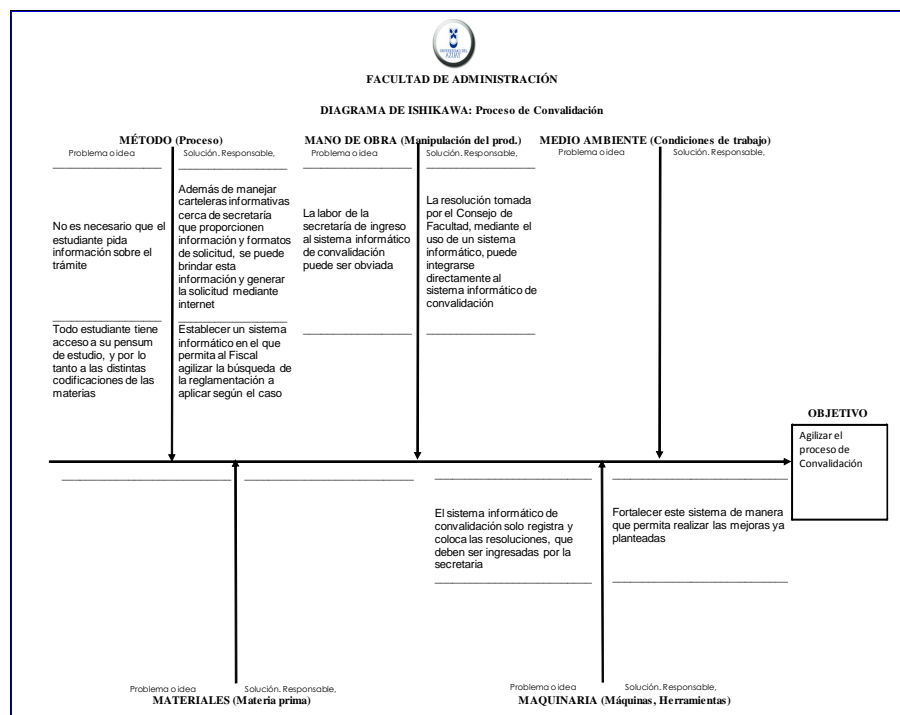 UNIVERSIDAD DEL
AZUAY
FACULTAD DE ADMINISTRACIÓN
DIAGRAMA DE ISHIKAWA: Proceso de Convalidación
MÉTODO (Proceso)
Problema o idea
Solución. Responsable,
No es necesario que el
estudiante pida
información sobre el
trámite
Además de manejar
carteleras informativas
cerca de secretaría
que proporcionen
información y formatos
de solicitud, se puede
brindar esta
información y generar
la solicitud mediante
internet
Todo estudiante tiene
acceso a su pensum
de estudio, y por lo
tanto a las distintas
codificaciones de las
materias
Establecer un sistema
informático en el que
permita al Fiscal
agilizar la búsqueda de
la reglamentación a
aplicar según el caso
MANO DE OBRA (Manipulación del prod.)
Problema o idea
Solución. Responsable,
La labor de la
secretaría de ingreso
al sistema informático
de convalidación
puede ser obviada
La resolución tomada
por el Consejo de
Facultad, mediante el
uso de un sistema
informático, puede
integrarse
directamente al
sistema informático de
convalidación
MEDIO AMBIENTE (Condiciones de trabajo)
Problema o idea
Solución. Responsable,
OBJETIVO
Agilizar el
proceso de
Convalidación
El sistema informático de
convalidación solo registra y
coloca las resoluciones, que
deben ser ingresadas por la
secretaria
Fortalecer este sistema de manera
que permita realizar las mejoras ya
planteadas
Problema o idea
Solución. Responsable,
MATERIALES (Materia prima)
Problema o idea
Solución. Responsable,
MAQUINARIA (Máquinas, Herramientas)